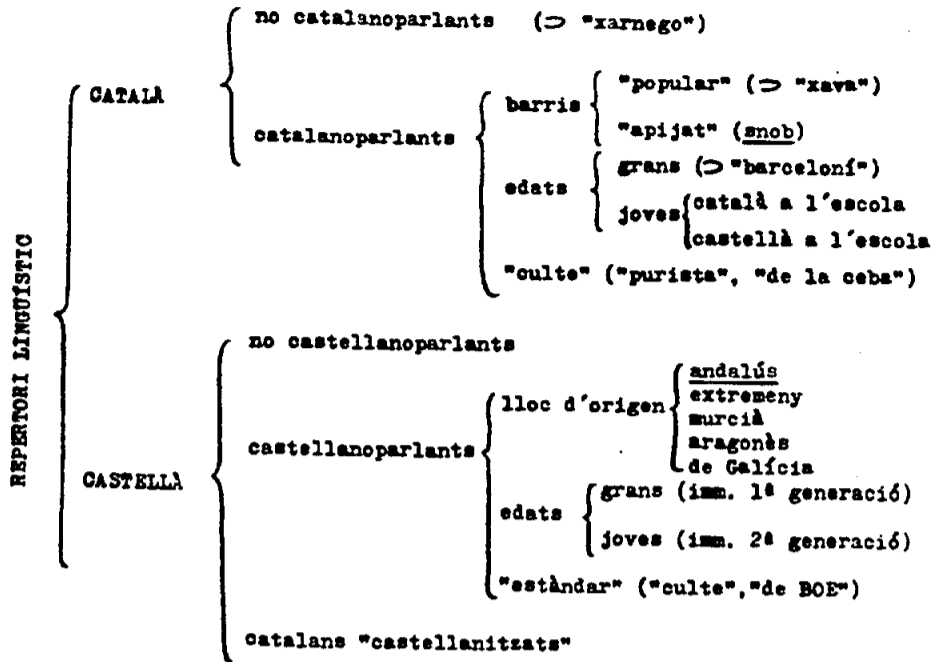 REPERTORI LINGÜÍSTIC
CATALÀ
no catalanoparlants (⊃ "xarnego")
catalanoparlants
barris
"popular" (⊃ "xava")
"apijat" (snob)
edats
grans (⊃ "barceloní")
joves
català a l'escola
castellà a l'escola
"culte" ("purista", "de la ceba")
CASTELLÀ
no castellanoparlants
castellanoparlants
lloc d'origen
andalús
extremeny
murcià
aragonès
de Galícia
edats
grans (imm. 1ª generació)
joves (imm. 2ª generació)
"estàndar" ("culte","de BOE")
catalans "castellanitzats"